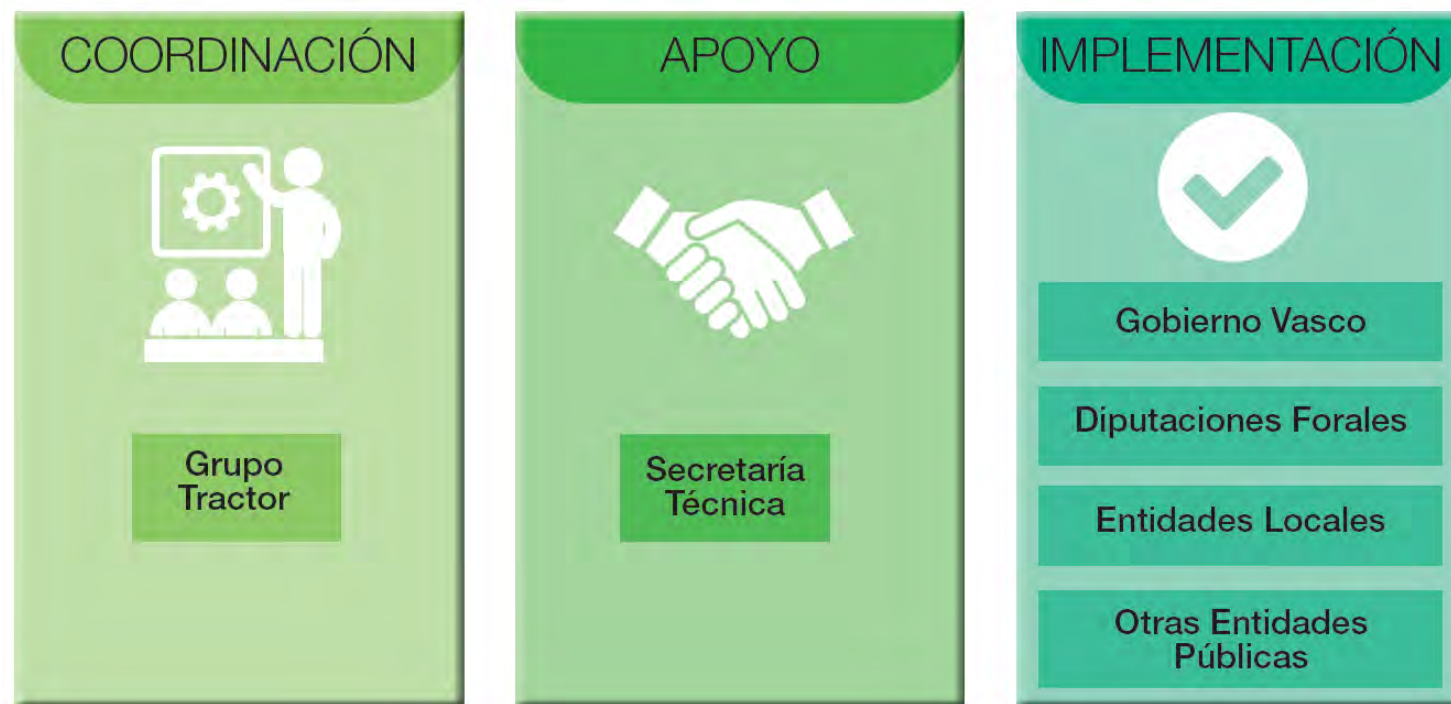 COORDINACIÓN
Grupo
Tractor
APOYO
Secretaría
Técnica
IMPLEMENTACIÓN
Gobierno Vasco
Diputaciones Forales
Entidades Locales
Otras Entidades
Públicas